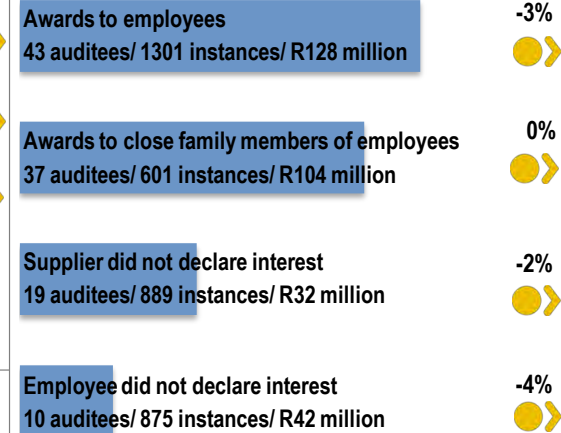 Awards to employees
-3%
43 auditees/ 1301 instances/ R128 million
Awards to close family members of employees
0%
37 auditees/ 601 instances/ R104 million
Supplier did not declare interest
-2%
19 auditees/ 889 instances/ R32 million
Employee did not declare interest
-4%
10 auditees/ 875 instances/ R42 million